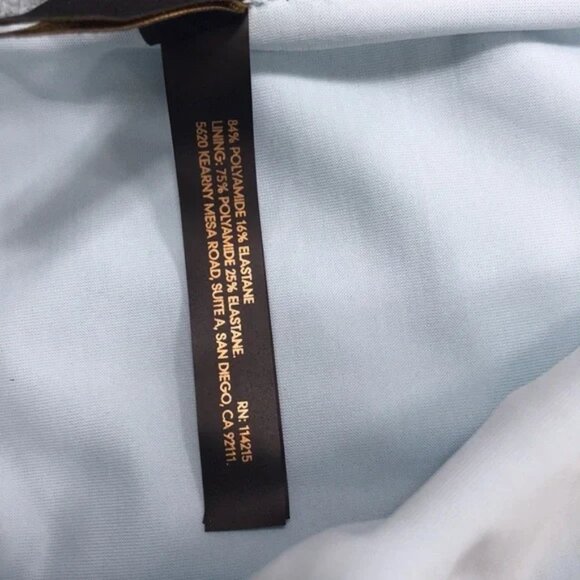 84% POLYAMIDE 16% ELASTANE
LINING: 75% POLYAMIDE 25% ELASTANE. RN: 114215
5620 KEARNY MESA ROAD, SUITE A, SAN DIEGO, CA 92111.